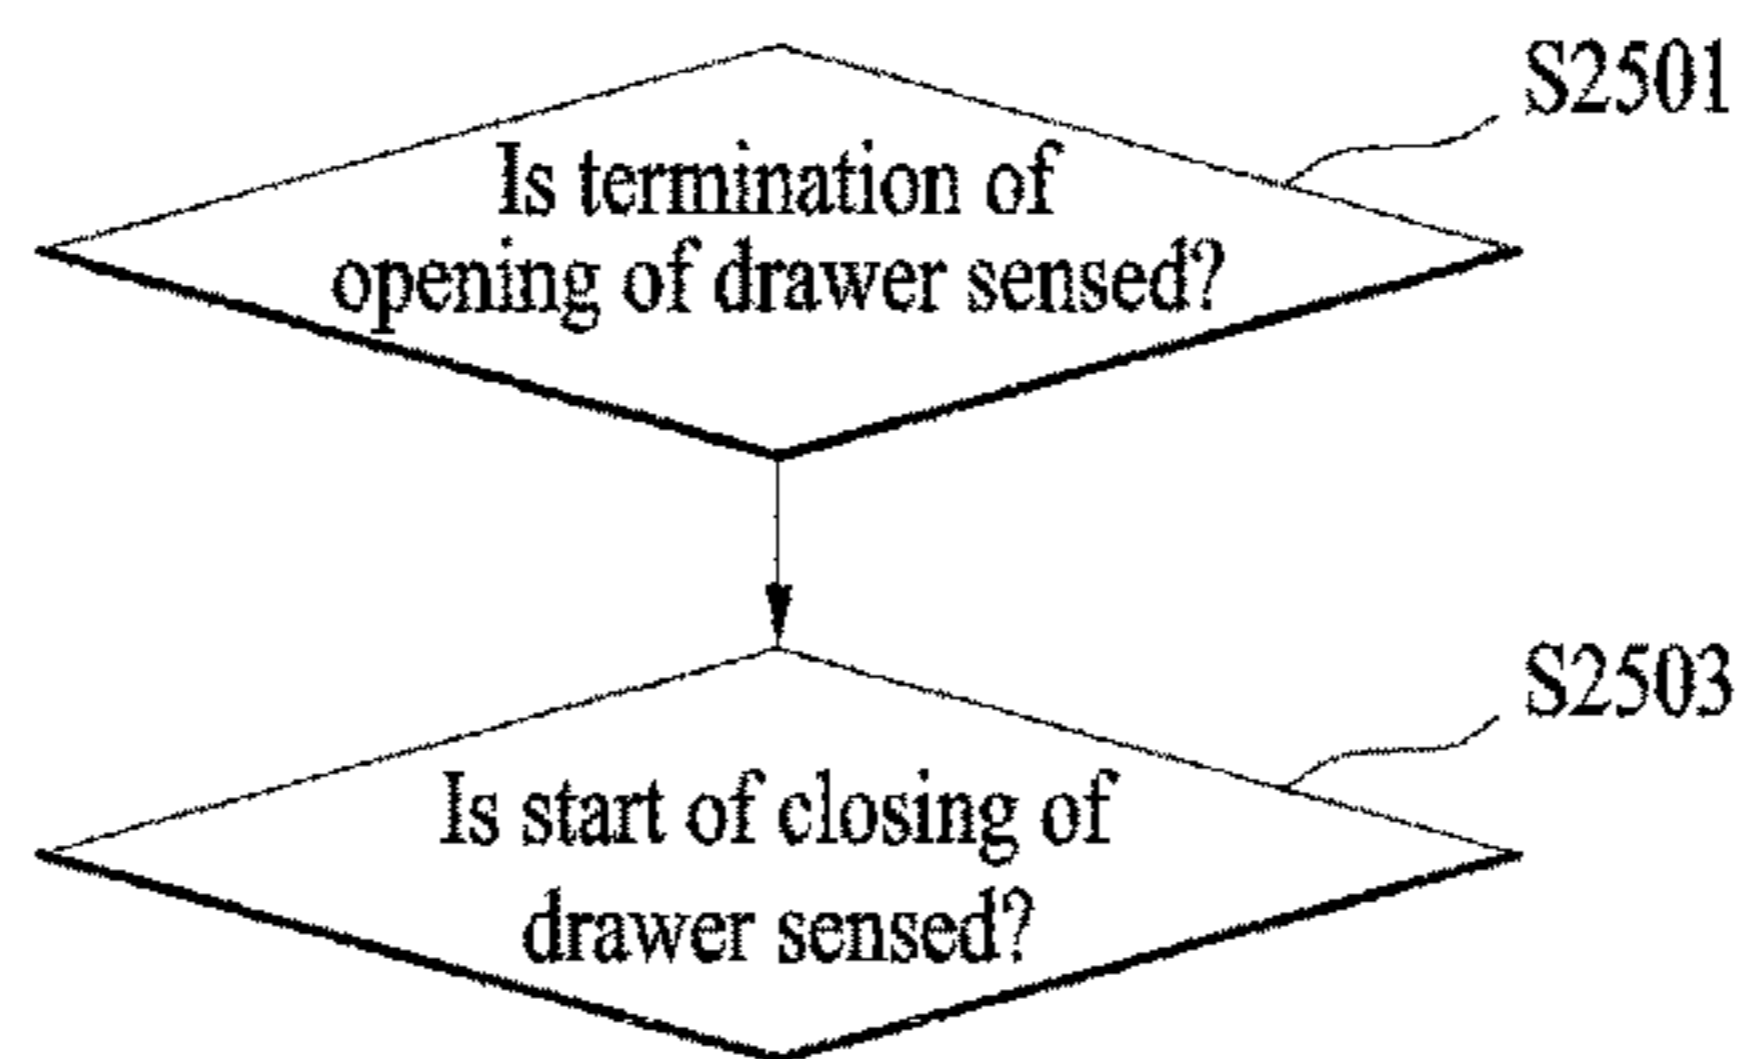 S2501
Is termination of
opening of drawer sensed?
S2503
Is start of closing of
drawer sensed?